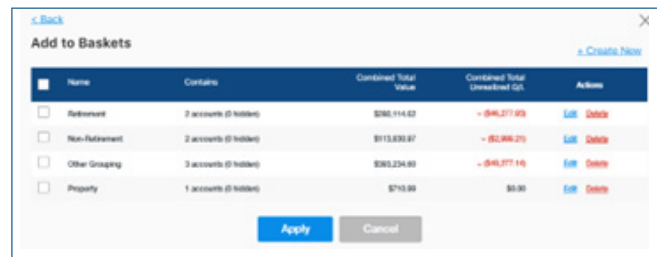 < Back
Add to Baskets
+ Create New
Name Contains Combined Total Value Combined Total Unrealized G/L Actions
Retirement 2 accounts (0 hidden) Edit Delete
Non-Retirement 2 accounts (0 hidden) Edit Delete
Other Grouping 3 accounts (0 hidden) Edit Delete
Property 1 accounts (0 hidden) $710.99 $0.00 Edit Delete
Apply Cancel